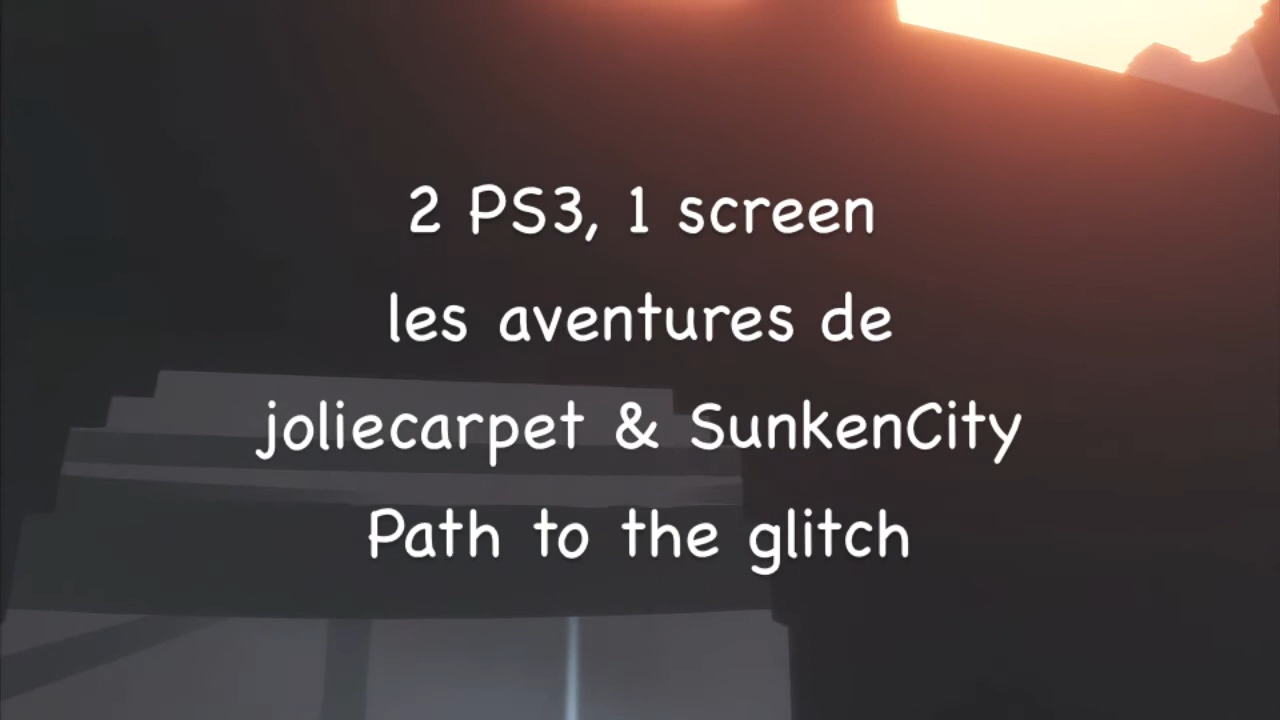 2 PS3, 1 screen
les aventures de
joliecarpet & SunkenCity
Path to the glitch